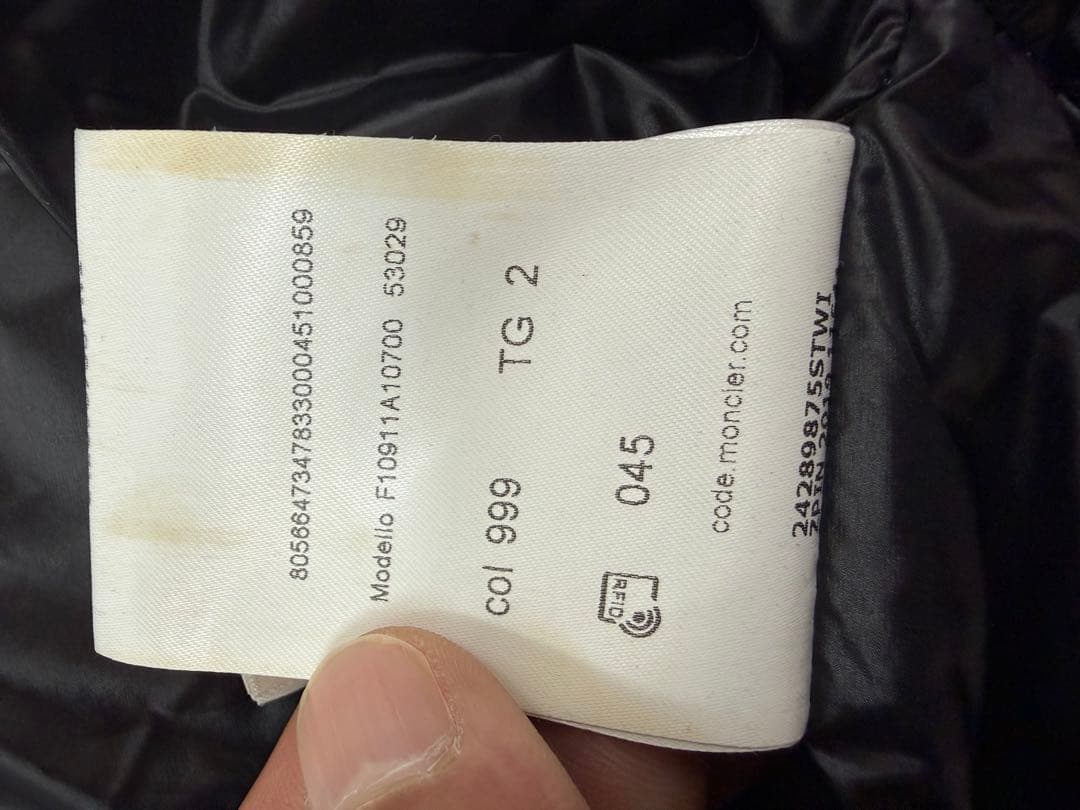 8056647347833000451000859
Modello F10911A10700 53029
col 999 TG 2
RFID 045
code.moncler.com
24289875STWI